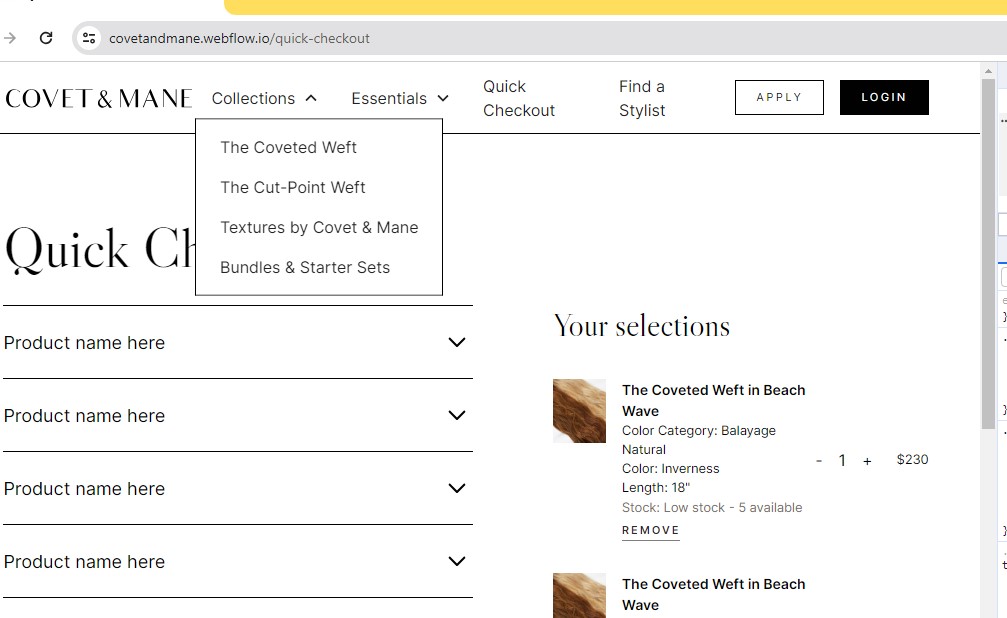 covetandmane.webflow.io/quick-checkout
COVET & MANE
Collections
Essentials
Quick
Checkout
Find a
Stylist
APPLY
LOGIN
The Coveted Weft
The Cut-Point Weft
Textures by Covet & Mane
Bundles & Starter Sets
Quick Ch
Product name here
Product name here
Product name here
Product name here
Your selections
The Coveted Weft in Beach
Wave
Color Category: Balayage
Natural
Color: Inverness
Length: 18"
Stock: Low stock - 5 available
REMOVE
- 1 +
$230
The Coveted Weft in Beach
Wave